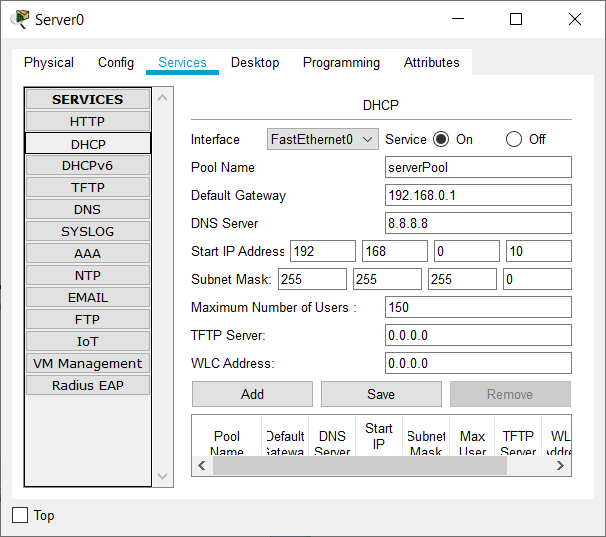 Server0
Physical Config Services Desktop Programming Attributes
SERVICES
HTTP
DHCP
DHCPv6
TFTP
DNS
SYSLOG
AAA
NTP
EMAIL
FTP
IoT
VM Management
Radius EAP
DHCP
Interface FastEthernet0 Service On Off
Pool Name serverPool
Default Gateway 192.168.0.1
DNS Server 8.8.8.8
Start IP Address 192 168 0 10
Subnet Mask: 255 255 255 0
Maximum Number of Users : 150
TFTP Server: 0.0.0.0
WLC Address: 0.0.0.0
Add Save Remove
Pool Default DNS Start Subnet Max TFTP WL
Name Gatewa Server IP Mask User Server Addre
Top